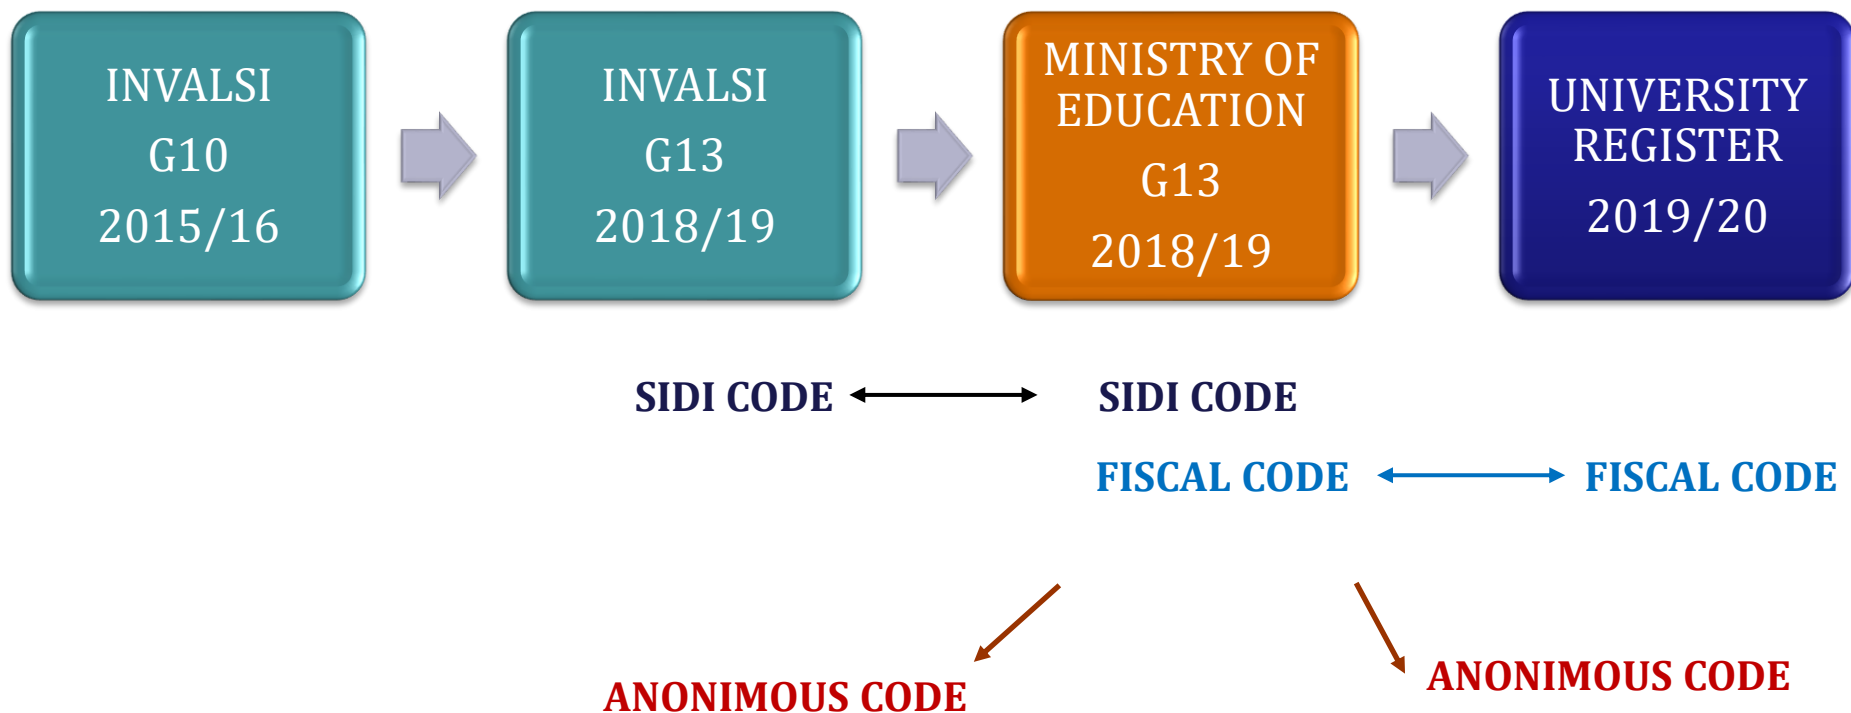 INVALSI
G10
2015/16
INVALSI
G13
2018/19
MINISTRY OF
EDUCATION
G13
2018/19
UNIVERSITY
REGISTER
2019/20
SIDI CODE
SIDI CODE
FISCAL CODE
FISCAL CODE
ANONIMOUS CODE
ANONIMOUS CODE